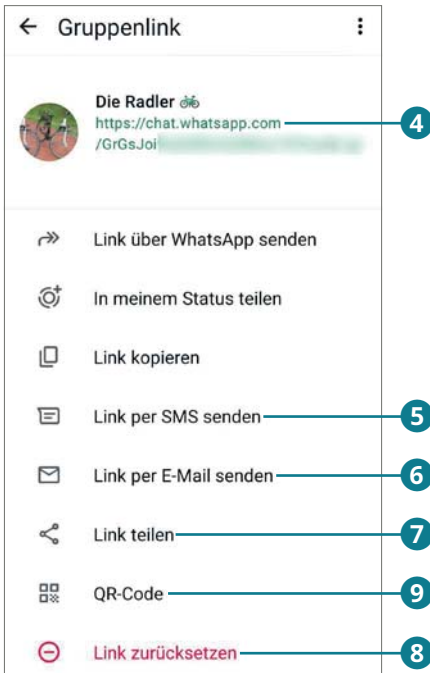 Gruppenlink
Die Radler
https://chat.whatsapp.com
4
/GrGsJoi
Link über WhatsApp senden
In meinem Status teilen
Link kopieren
Link per SMS senden
5
Link per E-Mail senden
6
Link teilen
7
QR-Code
9
Link zurücksetzen
8